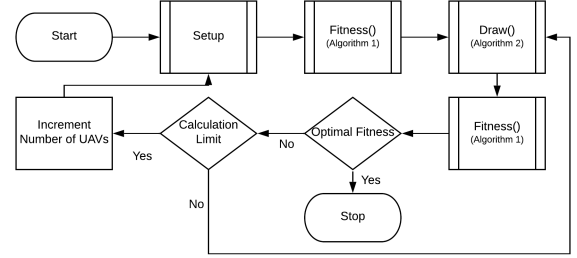 Start
Setup
Fitness()
(Algorithm 1)
Draw()
(Algorithm 2)
Increment
Number of UAVs
Calculation
Limit
Optimal Fitness
Fitness()
(Algorithm 1)
No
Yes
Yes
No
Stop